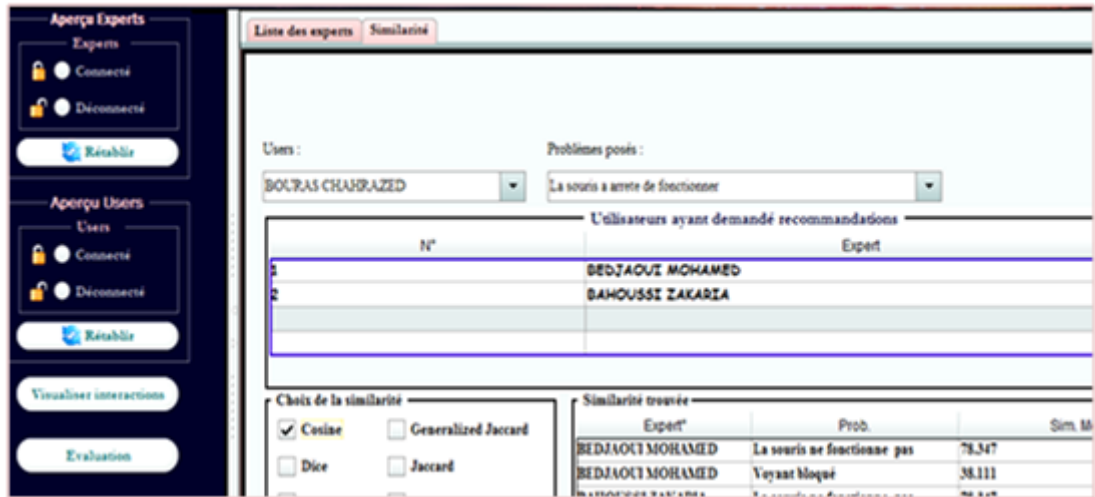 Aperçu Experts
Experts
Connecté
Déconnecté
Rétablir
Aperçu Users
Users
Connecté
Déconnecté
Rétablir
Visualiser interactions
Evaluation
Liste des experts Similarité
Users : Problèmes posés :
BOURAS CHAHRAZED La souris a arrete de fonctionner
Utilisateurs ayant demandé recommandations
N° Expert
1 BEDJAOUI MOHAMED
2 BAHOUSSI ZAKARIA
Choix de la similarité
Cosine Generalized Jaccard
Dice Jaccard
Similarité trouvée
Expert" Prob. Sim.
BEDJAOUI MOHAMED La souris ne fonctionne pas 78.347
BEDJAOUI MOHAMED Voyant bloqué 38.111